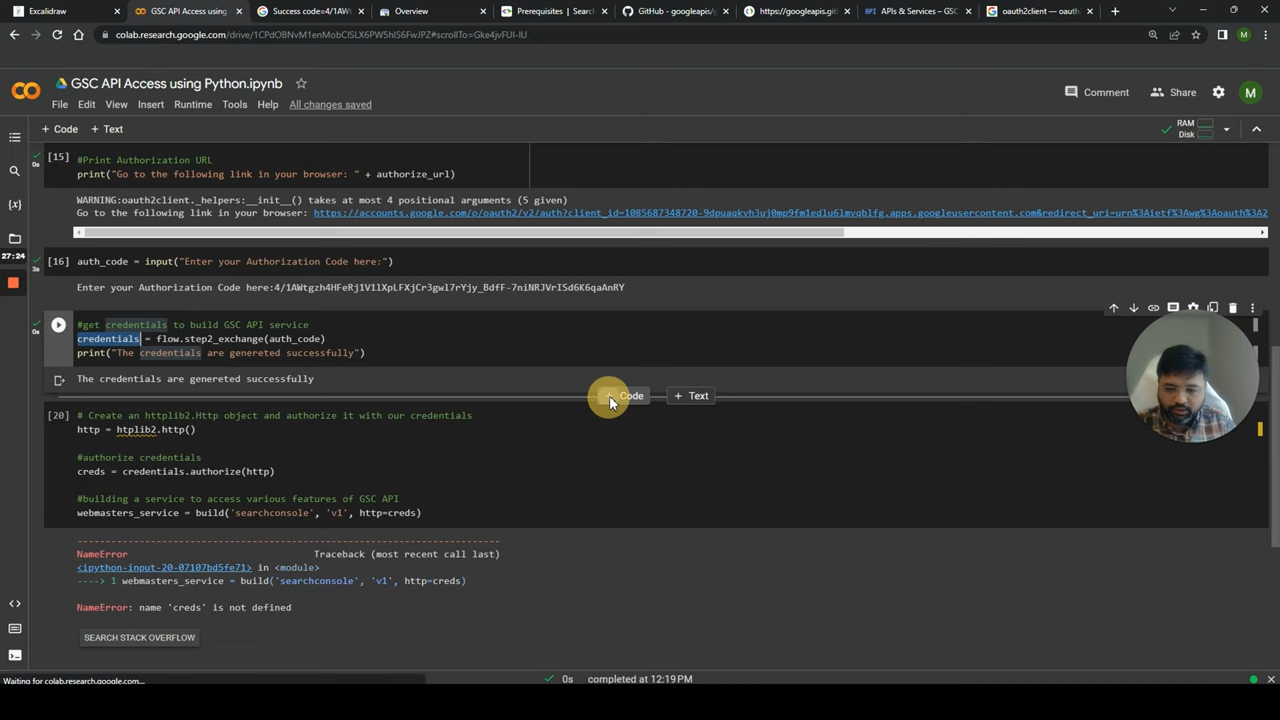 Excalidraw
GSC API Access using Python.ip
Success code=4/1AWt
Overview
Prerequisites | Search
GitHub - googleapis/g
https://googleapis.gith
APIs & Services – GSC
oauth2client — oauth
colab.research.google.com/drive/1CPdOBNvM1enMobClSLX6PW5hIS6FwJPZ#scrollTo=Gke4jvFUI-IU
M
GSC API Access using Python.ipynb
File Edit View Insert Runtime Tools Help All changes saved
Comment Share M
+ Code + Text
RAM
Disk
[15] #Print Authorization URL
print("Go to the following link in your browser: " + authorize_url)
0s
WARNING:oauth2client._helpers:__init__() takes at most 4 positional arguments (5 given)
Go to the following link in your browser: https://accounts.google.com/o/oauth2/v2/auth?client_id=1085687348720-9dpuaqkvh3uj0mp9fm1edlu6lmvqblfg.apps.googleusercontent.com&redirect_uri=urn%3Aietf%3Awg%3Aoauth%3A2
27:24
[16] auth_code = input("Enter your Authorization Code here:")
3s
Enter your Authorization Code here:4/1AWtgzh4HFeRj1V1lXpLFXjCr3gwl7rYjy_BdfF-7niNRJVrISd6K6qaAnRY
#get credentials to build GSC API service
0s
credentials = flow.step2_exchange(auth_code)
print("The credentials are genereted successfully")
The credentials are genereted successfully
+ Code + Text
[20] # Create an httplib2.Http object and authorize it with our credentials
http = htplib2.http()
#authorize credentials
creds = credentials.authorize(http)
#building a service to access various features of GSC API
webmasters_service = build('searchconsole', 'v1', http=creds)
---------------------------------------------------------------------------
NameError Traceback (most recent call last)
<ipython-input-20-07107bd5fe71> in <module>
----> 1 webmasters_service = build('searchconsole', 'v1', http=creds)
NameError: name 'creds' is not defined
SEARCH STACK OVERFLOW
Waiting for colab.research.google.com...
0s completed at 12:19 PM